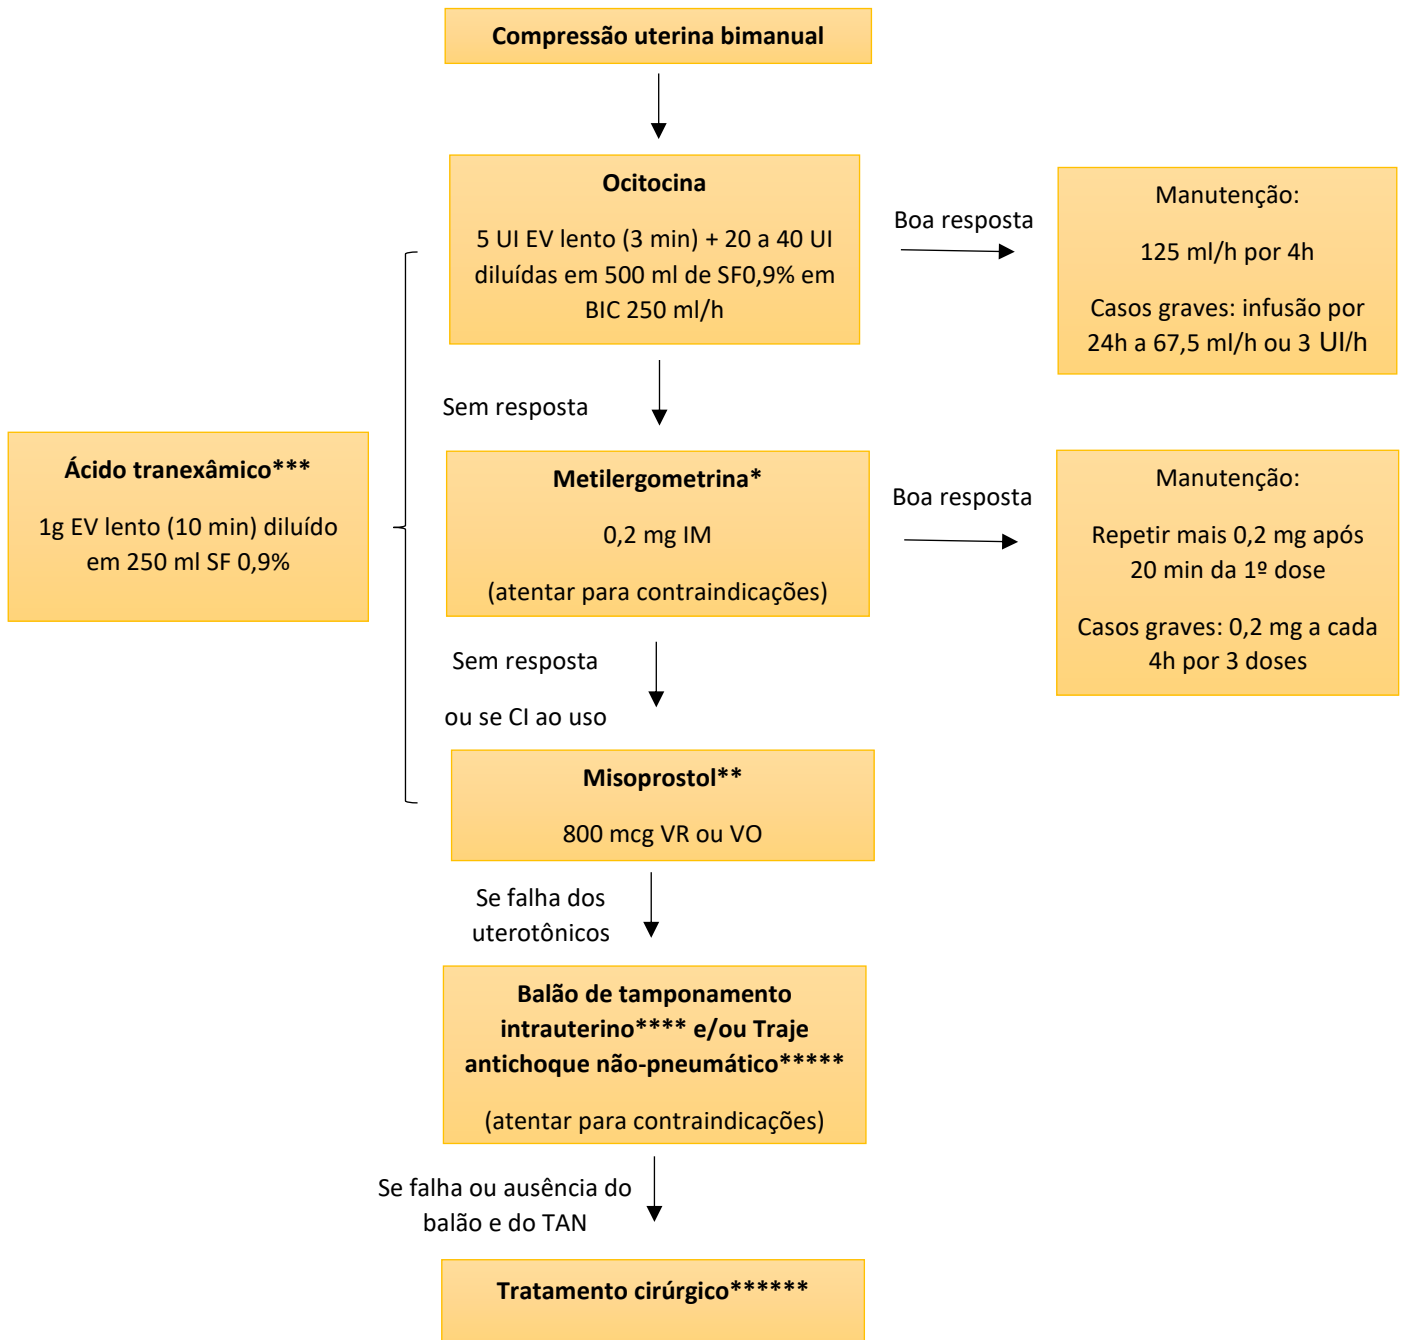 Compressão uterina bimanual
Ocitocina
5 UI EV lento (3 min) + 20 a 40 UI
diluídas em 500 ml de SF0,9% em
BIC 250 ml/h
Boa resposta
Manutenção:
125 ml/h por 4h
Casos graves: infusão por
24h a 67,5 ml/h ou 3 UI/h
Sem resposta
Ácido tranexâmico***
1g EV lento (10 min) diluído
em 250 ml SF 0,9%
Metilergometrina*
0,2 mg IM
(atentar para contraindicações)
Boa resposta
Manutenção:
Repetir mais 0,2 mg após
20 min da 1º dose
Casos graves: 0,2 mg a cada
4h por 3 doses
Sem resposta
ou se CI ao uso
Misoprostol**
800 mcg VR ou VO
Se falha dos
uterotônicos
Balão de tamponamento
intrauterino**** e/ou Traje
antichoque não-pneumático*****
(atentar para contraindicações)
Se falha ou ausência do
balão e do TAN
Tratamento cirúrgico******